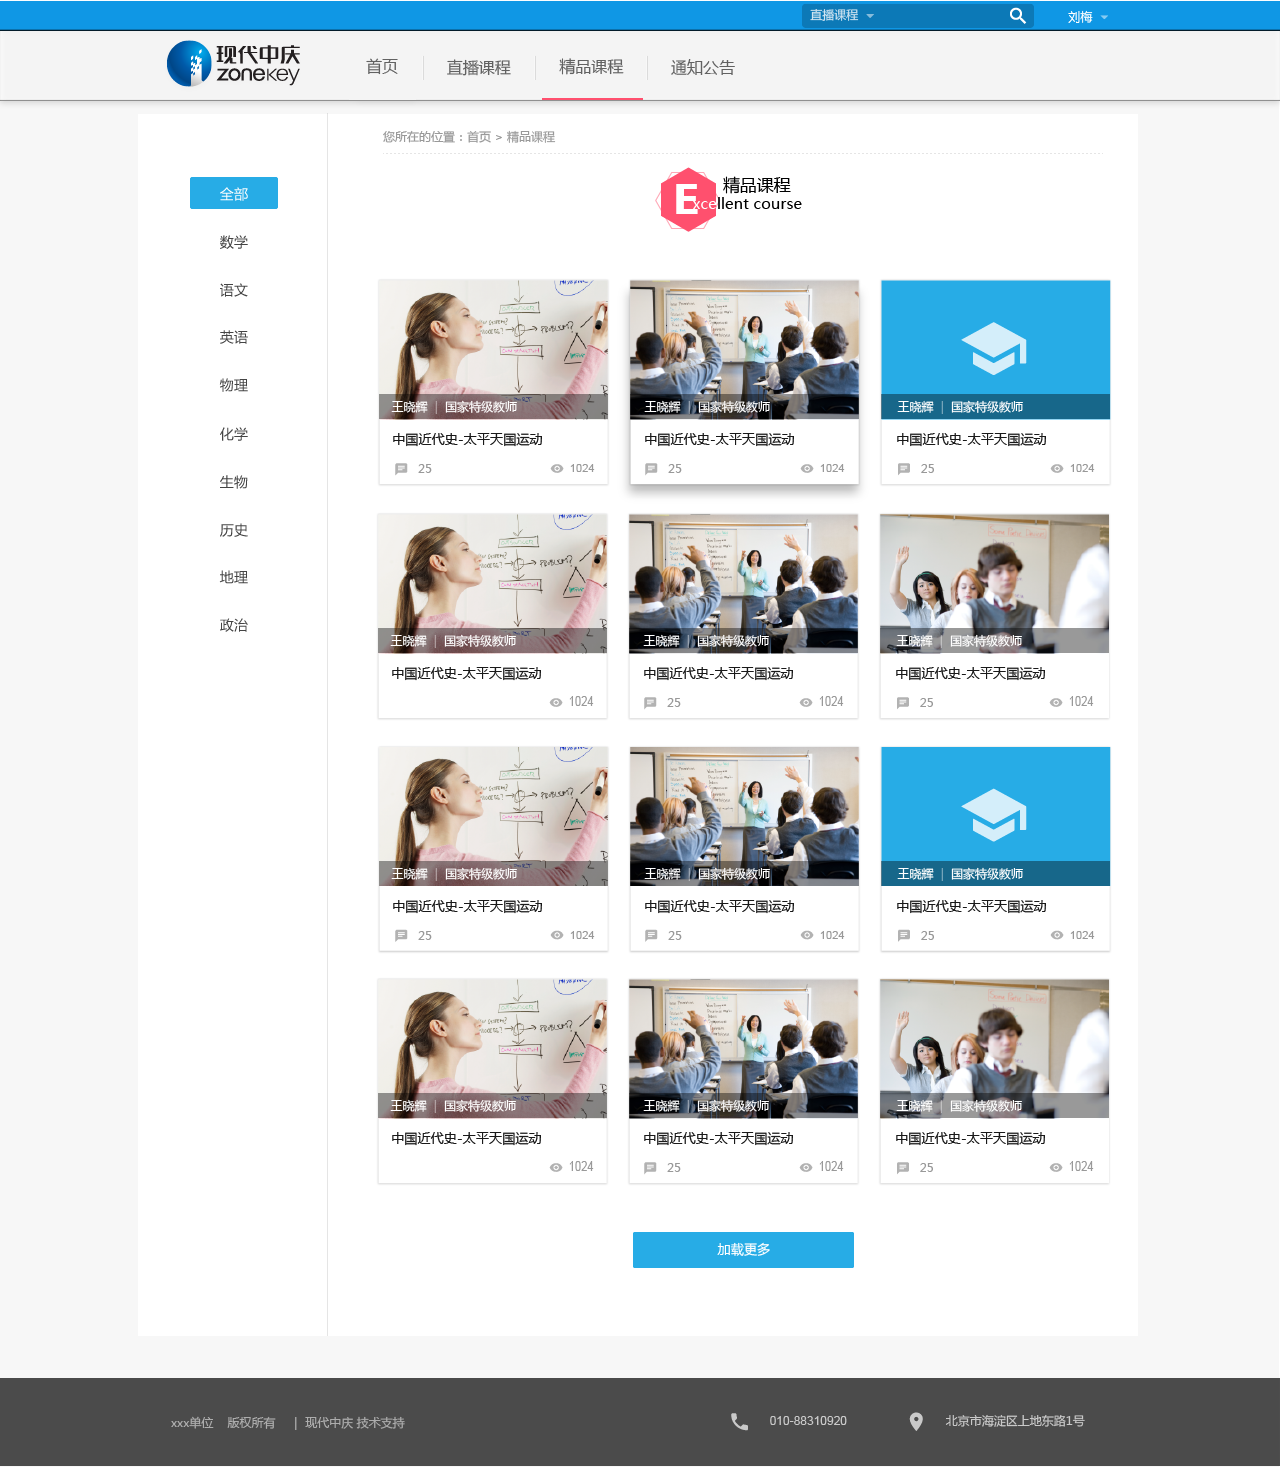 直播课程
刘梅
现代中庆
zonekey
首页
直播课程
精品课程
通知公告
您所在的位置：首页 > 精品课程
全部
数学
语文
英语
物理
化学
生物
历史
地理
政治
精品课程
Excellent course
王晓辉 | 国家特级教师
中国近代史-太平天国运动
25 1024
王晓辉 | 国家特级教师
中国近代史-太平天国运动
25 1024
王晓辉 | 国家特级教师
中国近代史-太平天国运动
25 1024
王晓辉 | 国家特级教师
中国近代史-太平天国运动
1024
王晓辉 | 国家特级教师
中国近代史-太平天国运动
25 1024
王晓辉 | 国家特级教师
中国近代史-太平天国运动
25 1024
王晓辉 | 国家特级教师
中国近代史-太平天国运动
25 1024
王晓辉 | 国家特级教师
中国近代史-太平天国运动
25 1024
王晓辉 | 国家特级教师
中国近代史-太平天国运动
25 1024
王晓辉 | 国家特级教师
中国近代史-太平天国运动
1024
王晓辉 | 国家特级教师
中国近代史-太平天国运动
25 1024
王晓辉 | 国家特级教师
中国近代史-太平天国运动
25 1024
加载更多
xxx单位 版权所有 | 现代中庆 技术支持
010-88310920
北京市海淀区上地东路1号